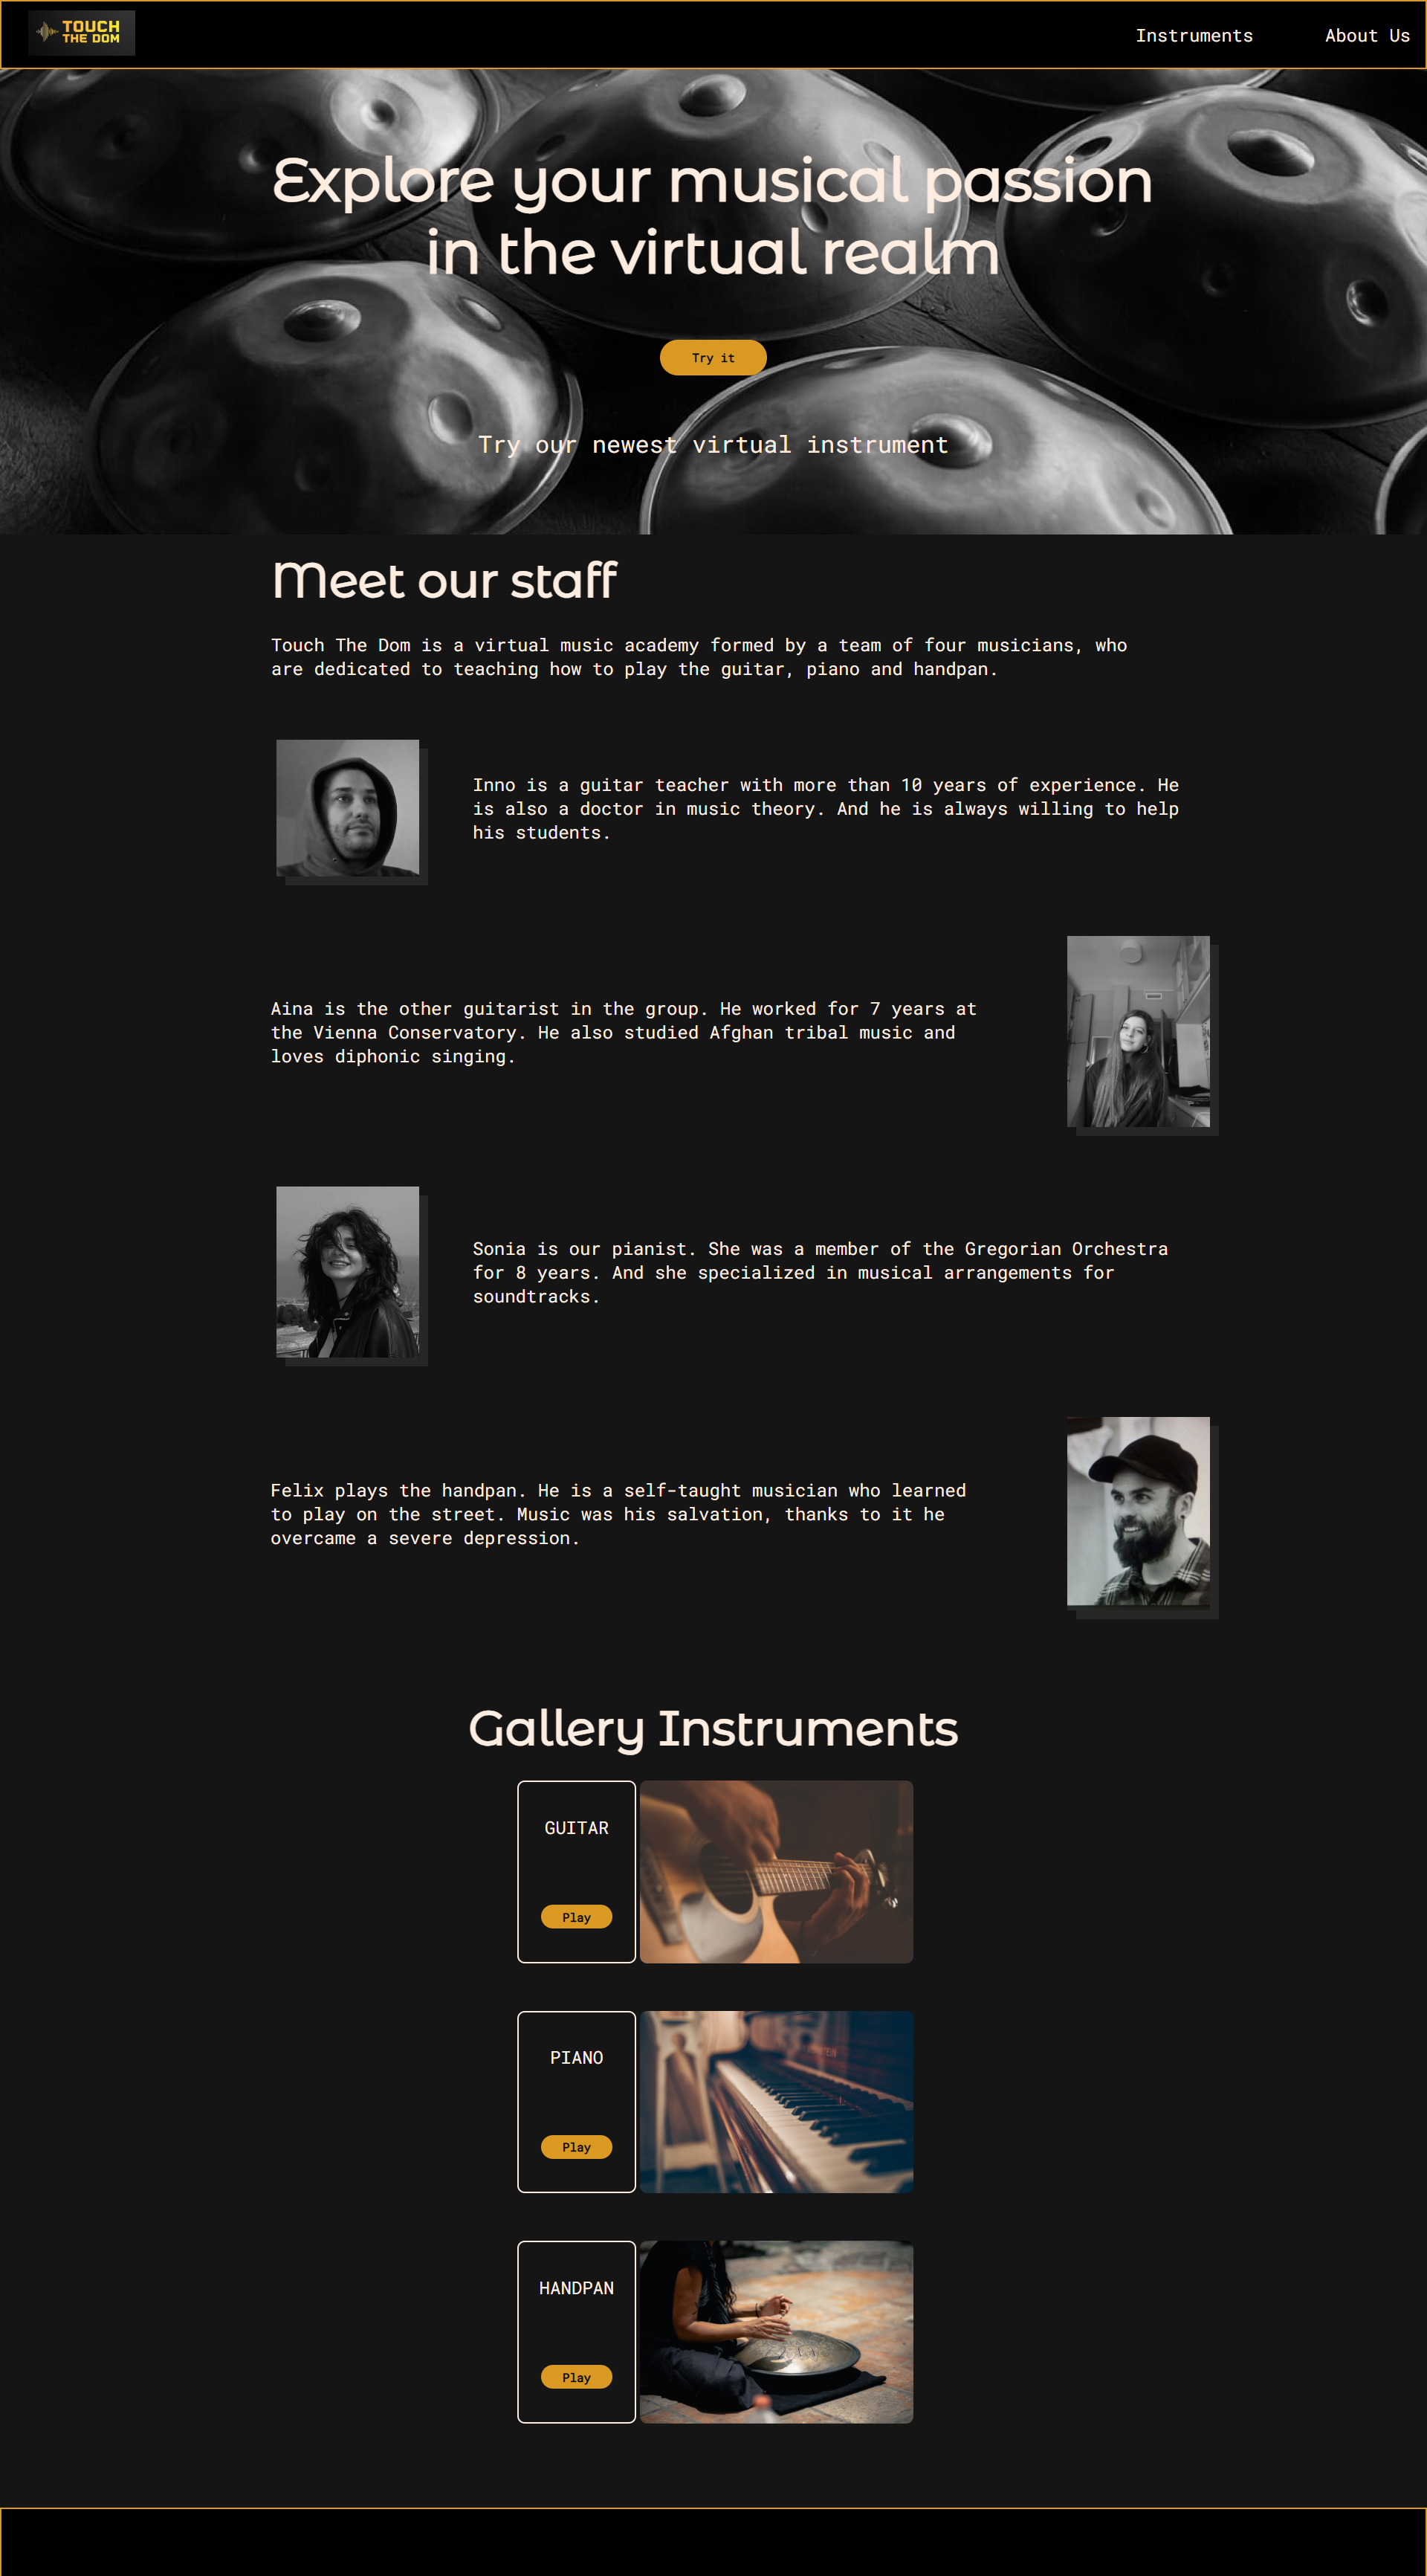 TOUCH
THE DOM
Instruments
About Us
Explore your musical passion
in the virtual realm
Try it
Try our newest virtual instrument
Meet our staff
Touch The Dom is a virtual music academy formed by a team of four musicians, who
are dedicated to teaching how to play the guitar, piano and handpan.
Inno is a guitar teacher with more than 10 years of experience. He
is also a doctor in music theory. And he is always willing to help
his students.
Aina is the other guitarist in the group. He worked for 7 years at
the Vienna Conservatory. He also studied Afghan tribal music and
loves diphonic singing.
Sonia is our pianist. She was a member of the Gregorian Orchestra
for 8 years. And she specialized in musical arrangements for
soundtracks.
Felix plays the handpan. He is a self-taught musician who learned
to play on the street. Music was his salvation, thanks to it he
overcame a severe depression.
Gallery Instruments
GUITAR
Play
PIANO
Play
HANDPAN
Play